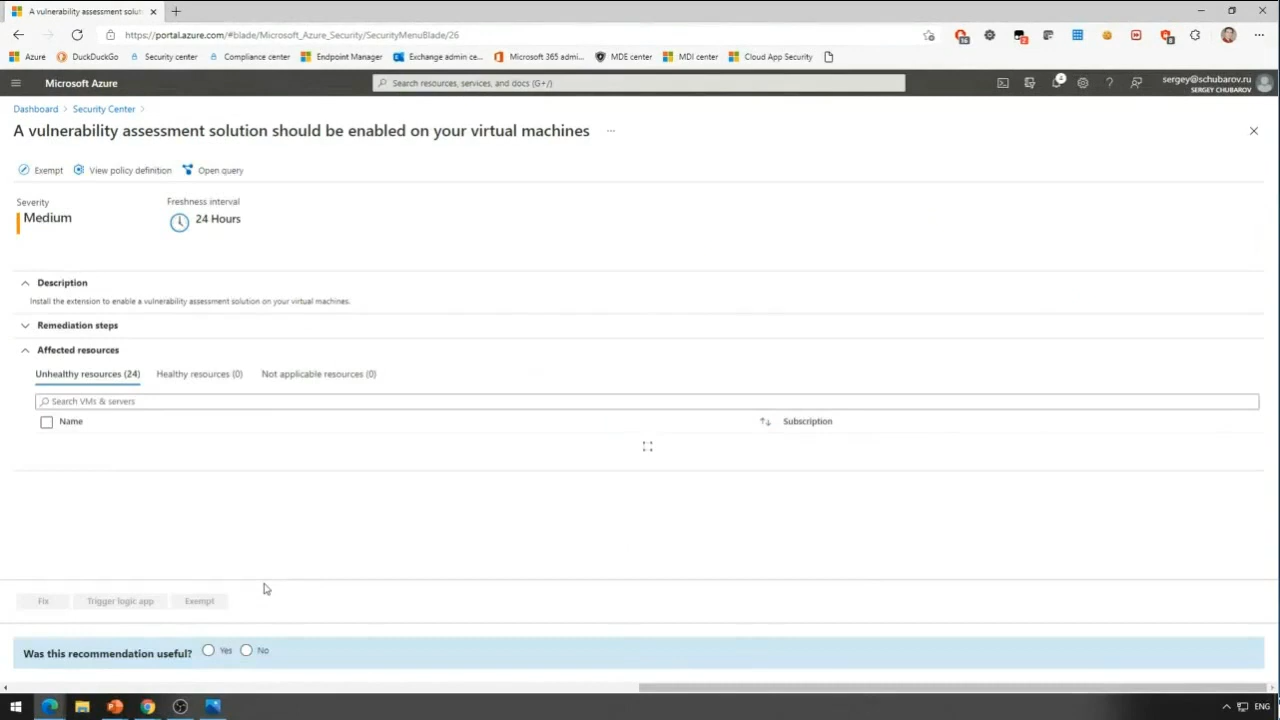 A vulnerability assessment solut
https://portal.azure.com/#blade/Microsoft_Azure_Security/SecurityMenuBlade/26
Azure DuckDuckGo Security center Compliance center Endpoint Manager Exchange admin ce... Microsoft 365 admi... MDE center MDI center Cloud App Security
Microsoft Azure
Search resources, services, and docs (G+/)
sergey@schubarov.ru
SERGEY CHUBAROV
Dashboard > Security Center >
A vulnerability assessment solution should be enabled on your virtual machines ...
Exempt View policy definition Open query
Severity
Medium
Freshness interval
24 Hours
Description
Install the extension to enable a vulnerability assessment solution on your virtual machines.
Remediation steps
Affected resources
Unhealthy resources (24) Healthy resources (0) Not applicable resources (0)
Search VMs & servers
Name Subscription
Fix Trigger logic app Exempt
Was this recommendation useful? Yes No
ENG